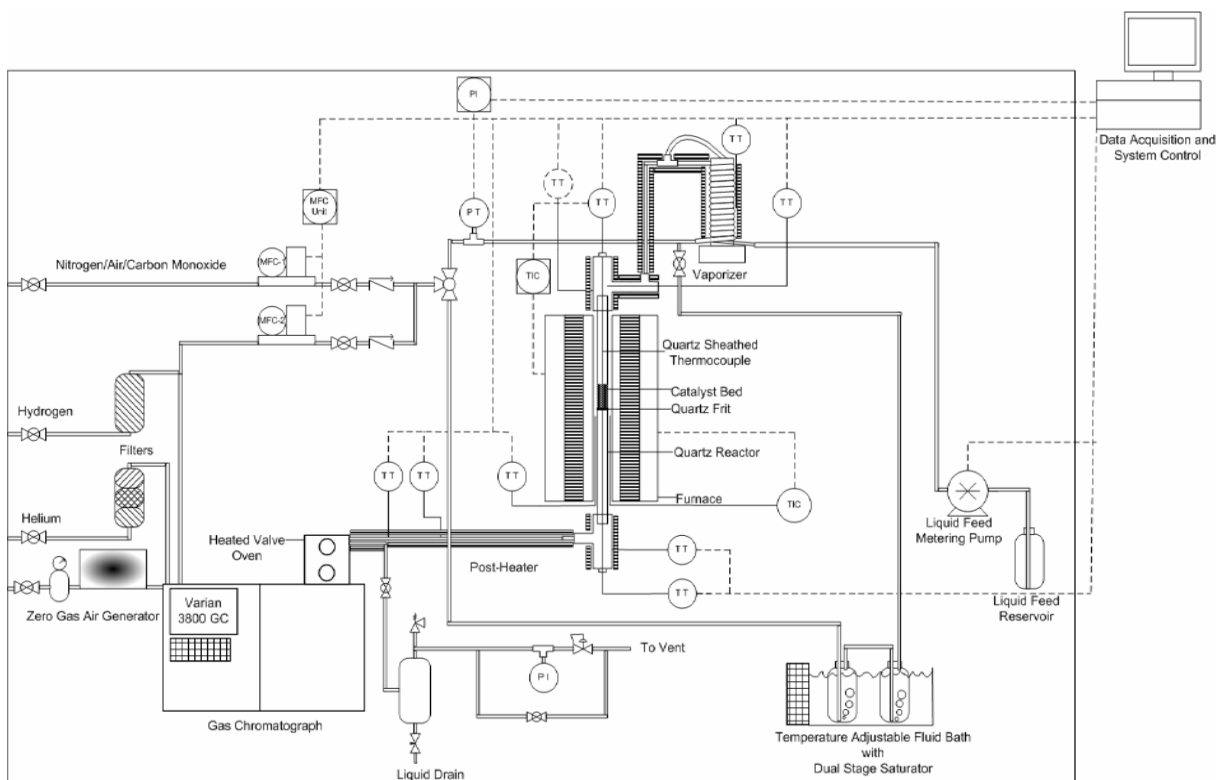 PI
Data Acquisition and
System Control
TT
TT
TT
TT
MFC
Unit
PT
Nitrogen/Air/Carbon Monoxide
MFC-1
TIC
Vaporizer
MFC-2
Quartz Sheathed
Thermocouple
Catalyst Bed
Quartz Frit
Hydrogen
Filters
Quartz Reactor
TT
TT
TT
Furnace
TIC
Helium
Heated Valve
Oven
Liquid Feed
Metering Pump
Post-Heater
TT
TT
Zero Gas Air Generator
Varian
3800 GC
Liquid Feed
Reservoir
To Vent
PI
Gas Chromatograph
Temperature Adjustable Fluid Bath
with
Dual Stage Saturator
Liquid Drain